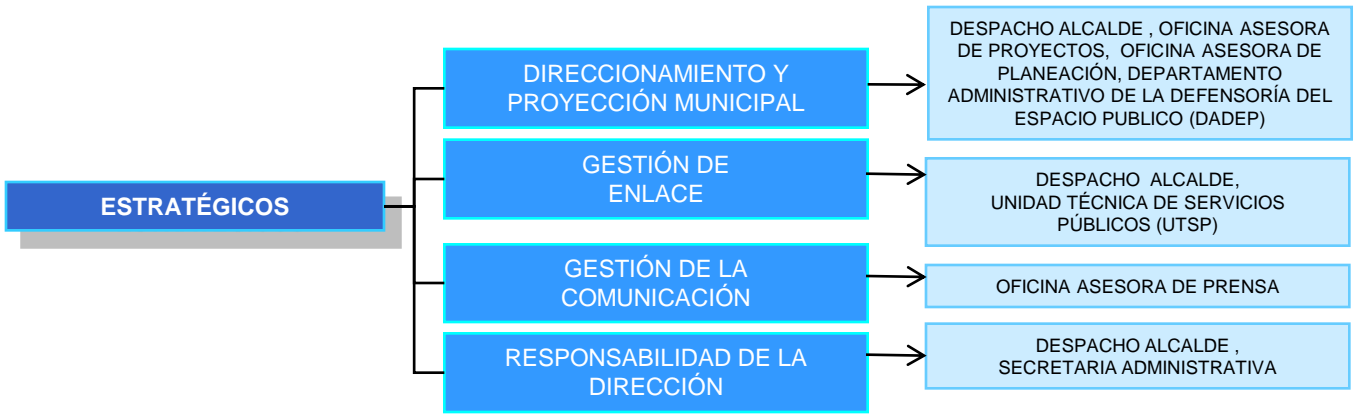 ESTRATÉGICOS
DIRECCIONAMIENTO Y
PROYECCIÓN MUNICIPAL
DESPACHO ALCALDE , OFICINA ASESORA
DE PROYECTOS, OFICINA ASESORA DE
PLANEACIÓN, DEPARTAMENTO
ADMINISTRATIVO DE LA DEFENSORÍA DEL
ESPACIO PUBLICO (DADEP)
GESTIÓN DE
ENLACE
DESPACHO ALCALDE,
UNIDAD TÉCNICA DE SERVICIOS
PÚBLICOS (UTSP)
GESTIÓN DE LA
COMUNICACIÓN
OFICINA ASESORA DE PRENSA
RESPONSABILIDAD DE LA
DIRECCIÓN
DESPACHO ALCALDE ,
SECRETARIA ADMINISTRATIVA